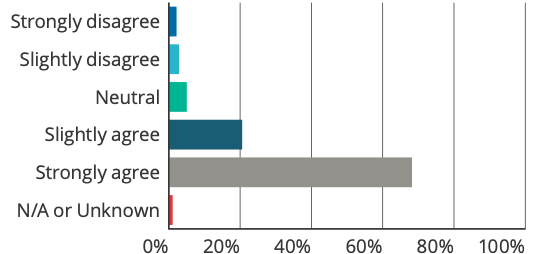 Strongly disagree
Slightly disagree
Neutral
Slightly agree
Strongly agree
N/A or Unknown
0% 20% 40% 60% 80% 100%